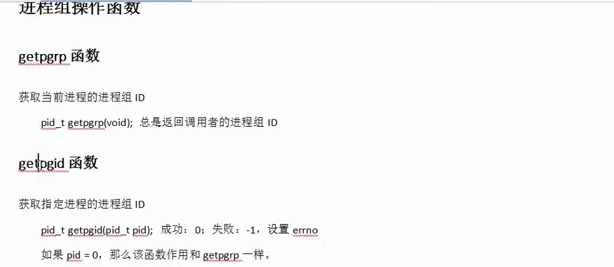 进程组操作函数
getpgrp 函数
获取当前进程的进程组 ID
pid_t getpgrp(void); 总是返回调用者的进程组 ID
getpgid 函数
获取指定进程的进程组 ID
pid_t getpgid(pid_t pid); 成功：0；失败：-1，设置 errno
如果 pid = 0，那么该函数作用和 getpgrp 一样。